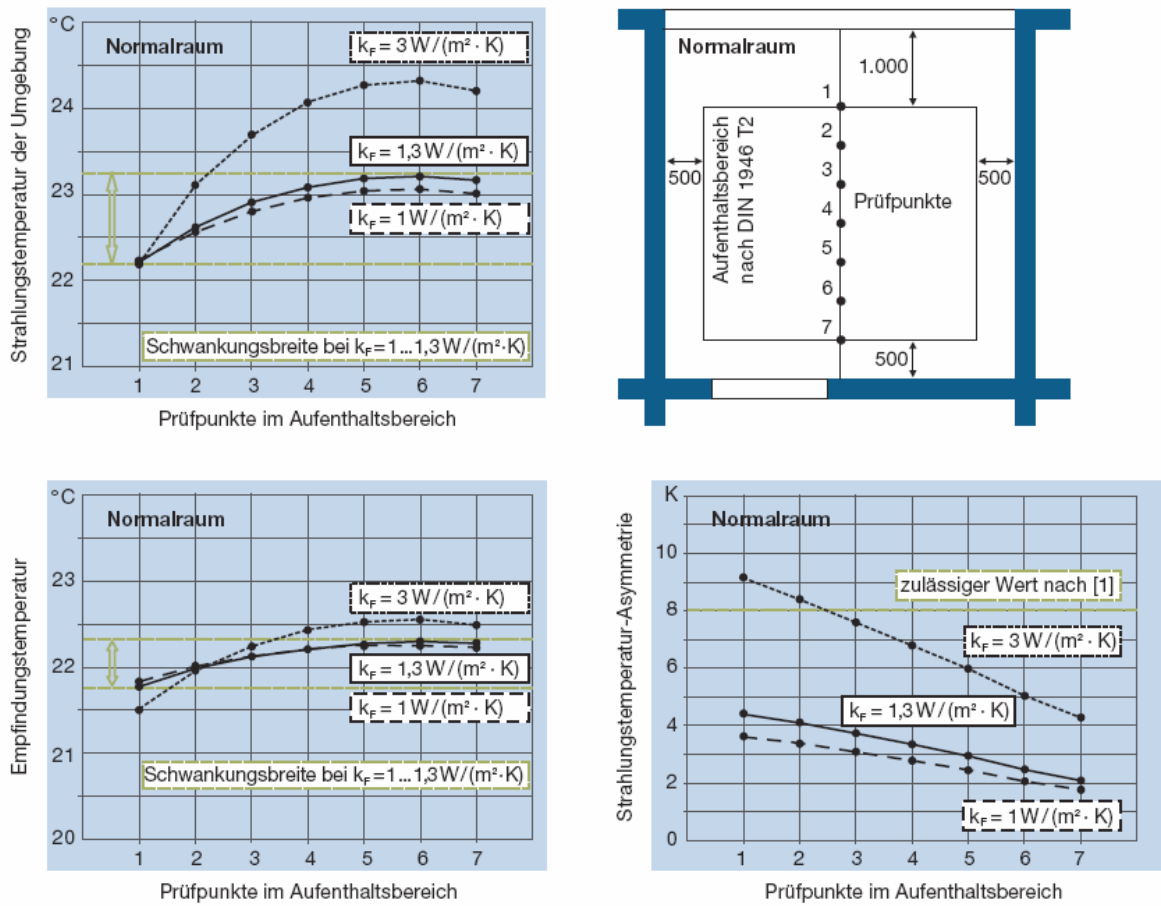 °C
Normalraum
k_F = 3 W/(m² · K)
24
k_F = 1,3 W/(m² · K)
23
k_F = 1 W/(m² · K)
22
Schwankungsbreite bei k_F=1...1,3 W/(m²·K)
21
1 2 3 4 5 6 7
Strahlungstemperatur der Umgebung
Prüfpunkte im Aufenthaltsbereich
Normalraum
1.000
1
2
3
4
5
6
7
Aufenthaltsbereich
nach DIN 1946 T2
Prüfpunkte
500
500
500
°C
Normalraum
23
k_F = 3 W/(m² · K)
22
k_F = 1,3 W/(m² · K)
k_F = 1 W/(m² · K)
21
Schwankungsbreite bei k_F=1...1,3 W/(m²·K)
20
1 2 3 4 5 6 7
Empfindungstemperatur
Prüfpunkte im Aufenthaltsbereich
K
Normalraum
10
zulässiger Wert nach [1]
8
k_F = 3 W/(m² · K)
6
k_F = 1,3 W/(m² · K)
4
2
k_F = 1 W/(m² · K)
0
1 2 3 4 5 6 7
Strahlungstemperatur-Asymmetrie
Prüfpunkte im Aufenthaltsbereich